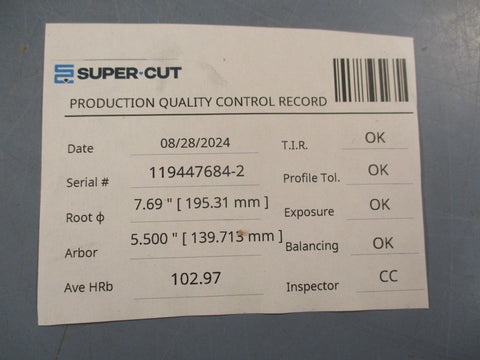 SUPER-CUT
PRODUCTION QUALITY CONTROL RECORD
Date 08/28/2024 T.I.R. OK
Serial # 119447684-2 Profile Tol. OK
Root ϕ 7.69 " [ 195.31 mm ] Exposure OK
Arbor 5.500 " [ 139.713 mm ] Balancing OK
Ave HRb 102.97 Inspector CC